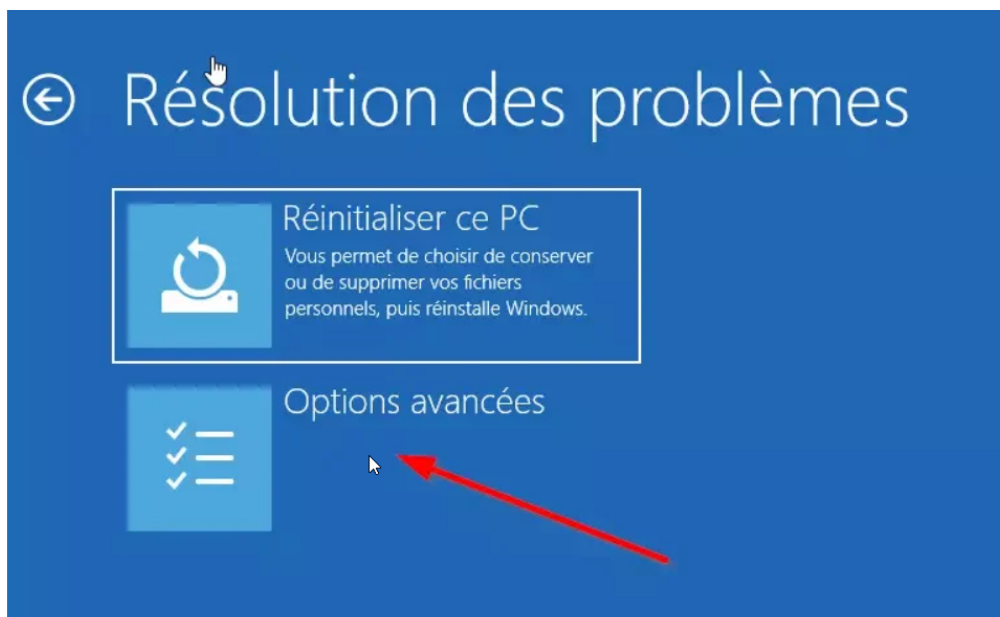 Résolution des problèmes
Réinitialiser ce PC
Vous permet de choisir de conserver
ou de supprimer vos fichiers
personnels, puis réinstalle Windows.
Options avancées